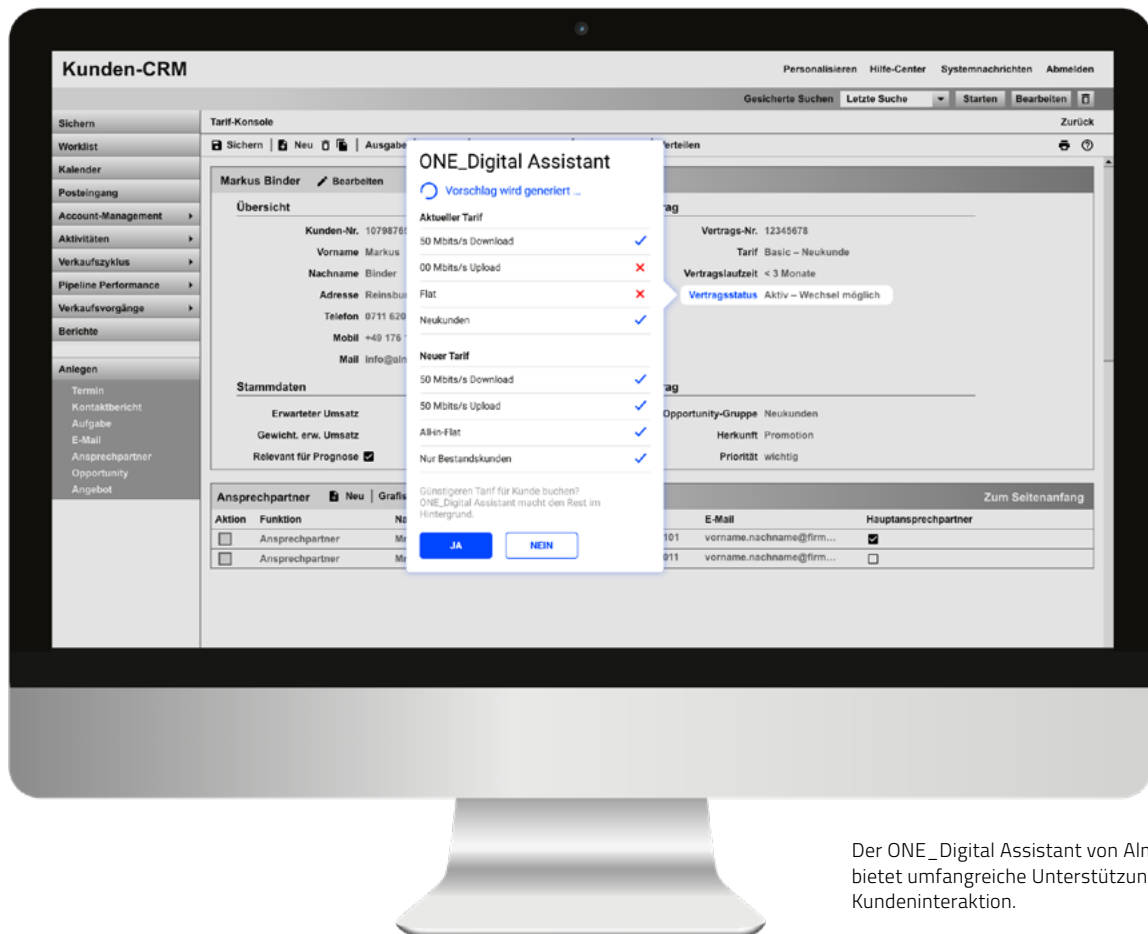 Kunden-CRM
Personalisieren Hilfe-Center Systemnachrichten Abmelden
Gesicherte Suchen Letzte Suche Starten Bearbeiten
Sichern
Worklist
Kalender
Posteingang
Account-Management
Aktivitäten
Verkaufszyklus
Pipeline Performance
Verkaufsvorgänge
Berichte
Anlegen
Termin
Kontaktbericht
Aufgabe
E-Mail
Ansprechpartner
Opportunity
Angebot
Tarif-Konsole Zurück
Sichern Neu Ausgabe
Markus Binder Bearbeiten
Übersicht
Kunden-Nr.
Vorname Markus
Nachname Binder
Adresse
Telefon 0711
Mobil +49 176
Mail
Stammdaten
Erwarteter Umsatz
Gewicht. erw. Umsatz
Relevant für Prognose
ONE_Digital Assistant
Vorschlag wird generiert ...
Aktueller Tarif
50 Mbits/s Download
00 Mbits/s Upload
Flat
Neukunden
Neuer Tarif
50 Mbits/s Download
50 Mbits/s Upload
All-in-Flat
Nur Bestandskunden
Günstigeren Tarif für Kunde buchen?
ONE_Digital Assistant macht den Rest im
Hintergrund.
JA NEIN
Vertrags-Nr. 12345678
Tarif Basic – Neukunde
Vertragslaufzeit < 3 Monate
Vertragsstatus Aktiv – Wechsel möglich
Opportunity-Gruppe Neukunden
Herkunft Promotion
Priorität wichtig
Ansprechpartner Neu Zum Seitenanfang
Aktion Funktion E-Mail Hauptansprechpartner
Ansprechpartner 101 vorname.nachname@firm...
Ansprechpartner 011 vorname.nachname@firm...
Der ONE_Digital Assistant von
bietet umfangreiche
Kundeninteraktion.